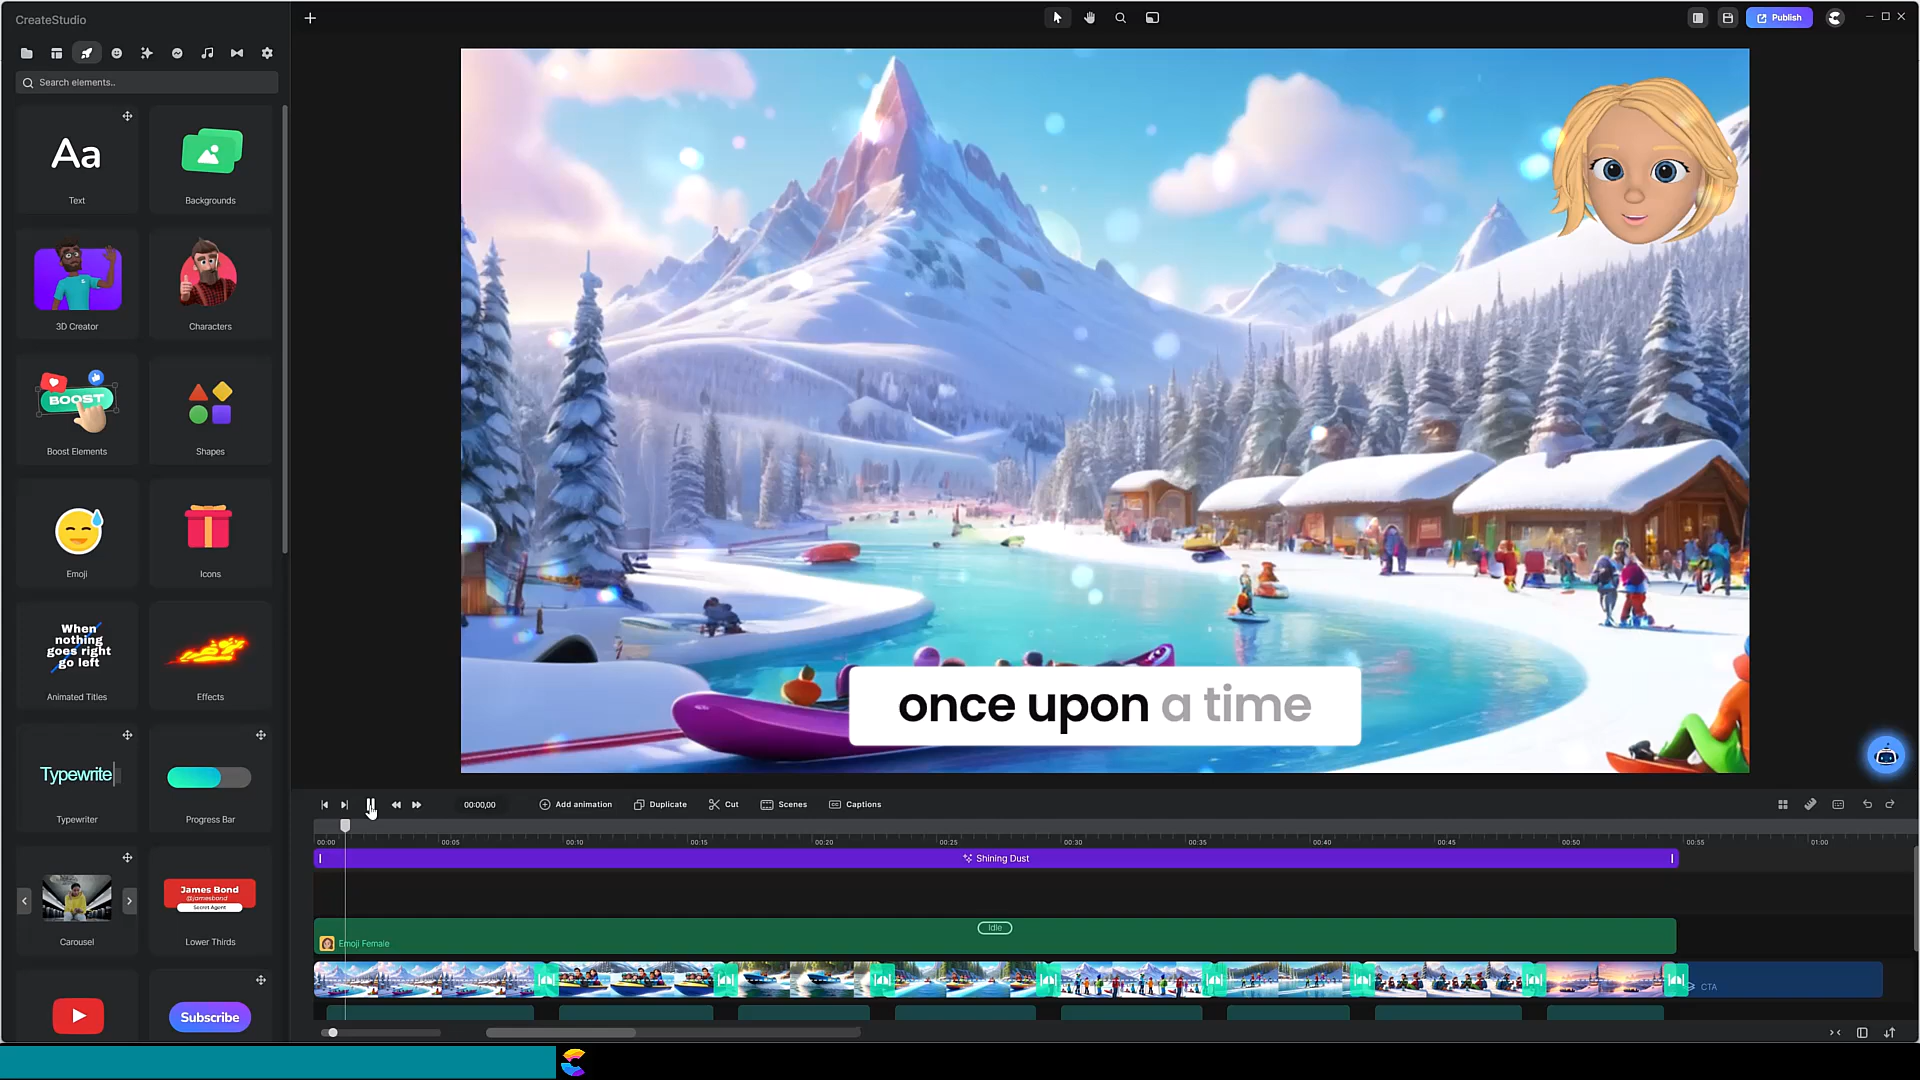 CreateStudio
Publish
Search elements..
Aa
Text
Backgrounds
3D Creator
Characters
BOOST
Boost Elements
Shapes
Emoji
Icons
When
nothing
goes right
go left
Animated Titles
Effects
Typewrite
Typewriter
Progress Bar
Carousel
James Bond
@jamesbond
Secret Agent
Lower Thirds
Subscribe
once upon a time
00:00,00
Add animation
Duplicate
Cut
Scenes
Captions
00:00
00:05
00:10
00:15
00:20
00:25
00:30
00:35
00:40
00:45
00:50
00:55
01:00
Shining Dust
Idle
Emoji Female
CTA